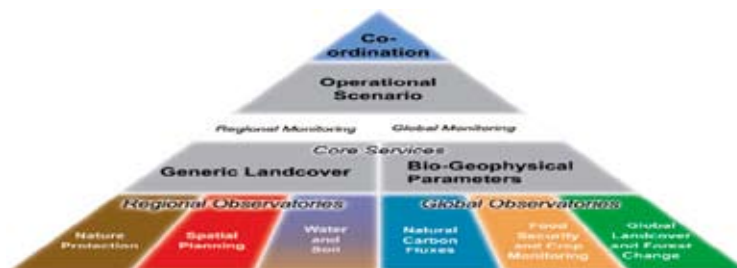 Co-
ordination
Operational
Scenario
Regional Monitoring Global Monitoring
Core Services
Generic Landcover
Bio-Geophysical
Parameters
Regional Observatories Global Observatories
Nature
Protection
Spatial
Planning
Water
and
Soil
Natural
Carbon
Fluxes
Food
Security
and Crop
Monitoring
Global
Landcover
and Forest
Change